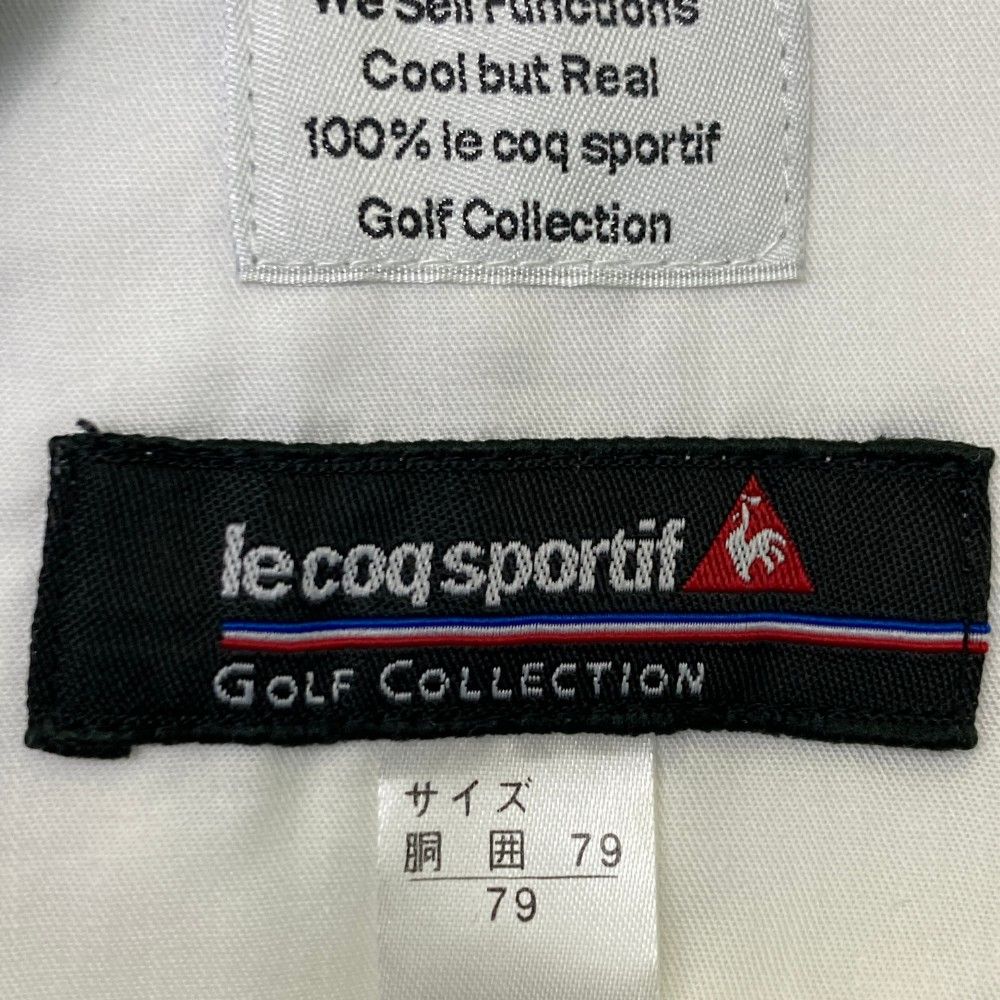 We Sell Functions
Cool but Real
100% le coq sportif
Golf Collection
le coq sportif
GOLF COLLECTION
サイズ
胴 囲 79
79